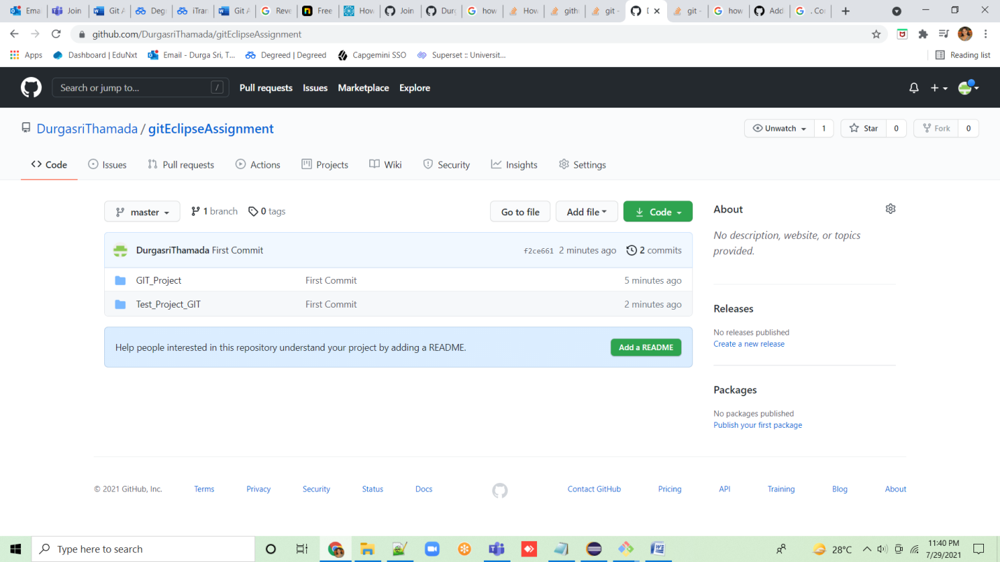 Ema Join Git A Degr iTran Git A Reve Free How Join Durg how How gith git - D git - how Add . Co
github.com/DurgasriThamada/gitEclipseAssignment
Apps Dashboard | EduNxt Email - Durga Sri, T... Degreed | Degreed Capgemini SSO Superset :: Universit... Reading list
Search or jump to... / Pull requests Issues Marketplace Explore
DurgasriThamada / gitEclipseAssignment Unwatch 1 Star 0 Fork 0
Code Issues Pull requests Actions Projects Wiki Security Insights Settings
master 1 branch 0 tags Go to file Add file Code
DurgasriThamada First Commit f2ce661 2 minutes ago 2 commits
GIT_Project First Commit 5 minutes ago
Test_Project_GIT First Commit 2 minutes ago
Help people interested in this repository understand your project by adding a README. Add a README
About
No description, website, or topics
provided.
Releases
No releases published
Create a new release
Packages
No packages published
Publish your first package
© 2021 GitHub, Inc. Terms Privacy Security Status Docs Contact GitHub Pricing API Training Blog About
Type here to search 28°C 11:40 PM
7/29/2021